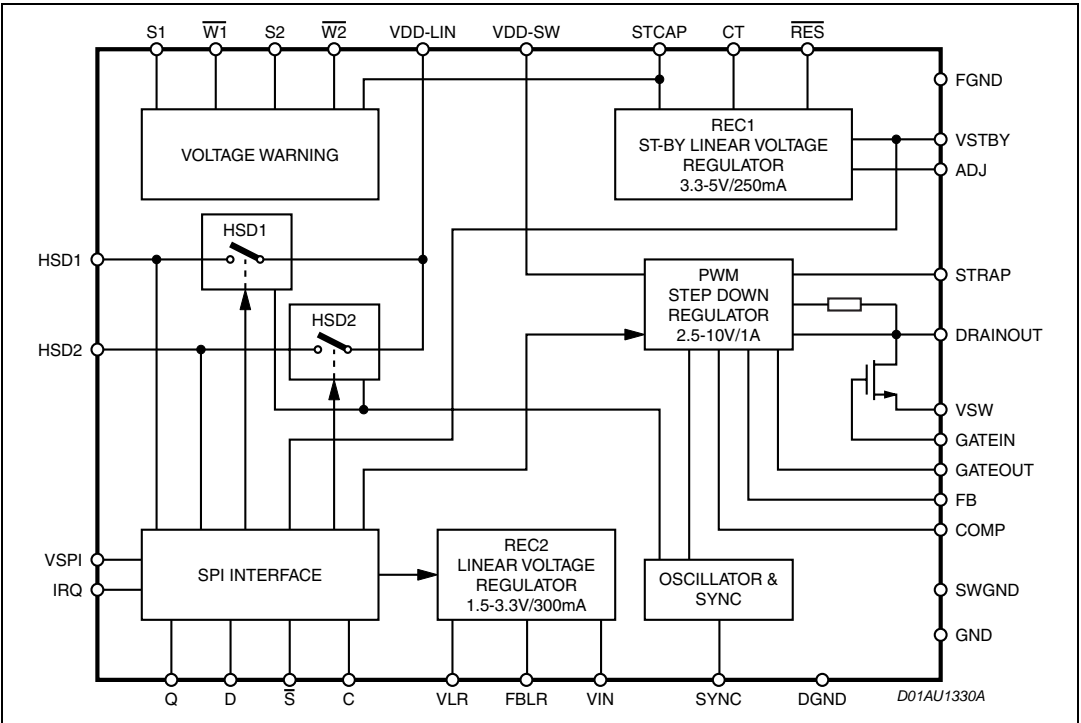 S1 W̅1̅ S2 W̅2̅ VDD-LIN VDD-SW STCAP CT R̅E̅S̅
FGND
VOLTAGE WARNING
REC1
ST-BY LINEAR VOLTAGE
REGULATOR
3.3-5V/250mA
VSTBY
ADJ
HSD1
HSD1
PWM
STEP DOWN
REGULATOR
2.5-10V/1A
STRAP
HSD2
HSD2
DRAINOUT
VSW
GATEIN
GATEOUT
FB
COMP
VSPI
IRQ
SPI INTERFACE
REC2
LINEAR VOLTAGE
REGULATOR
1.5-3.3V/300mA
OSCILLATOR &
SYNC
SWGND
GND
Q D S̅ C VLR FBLR VIN SYNC DGND
D01AU1330A